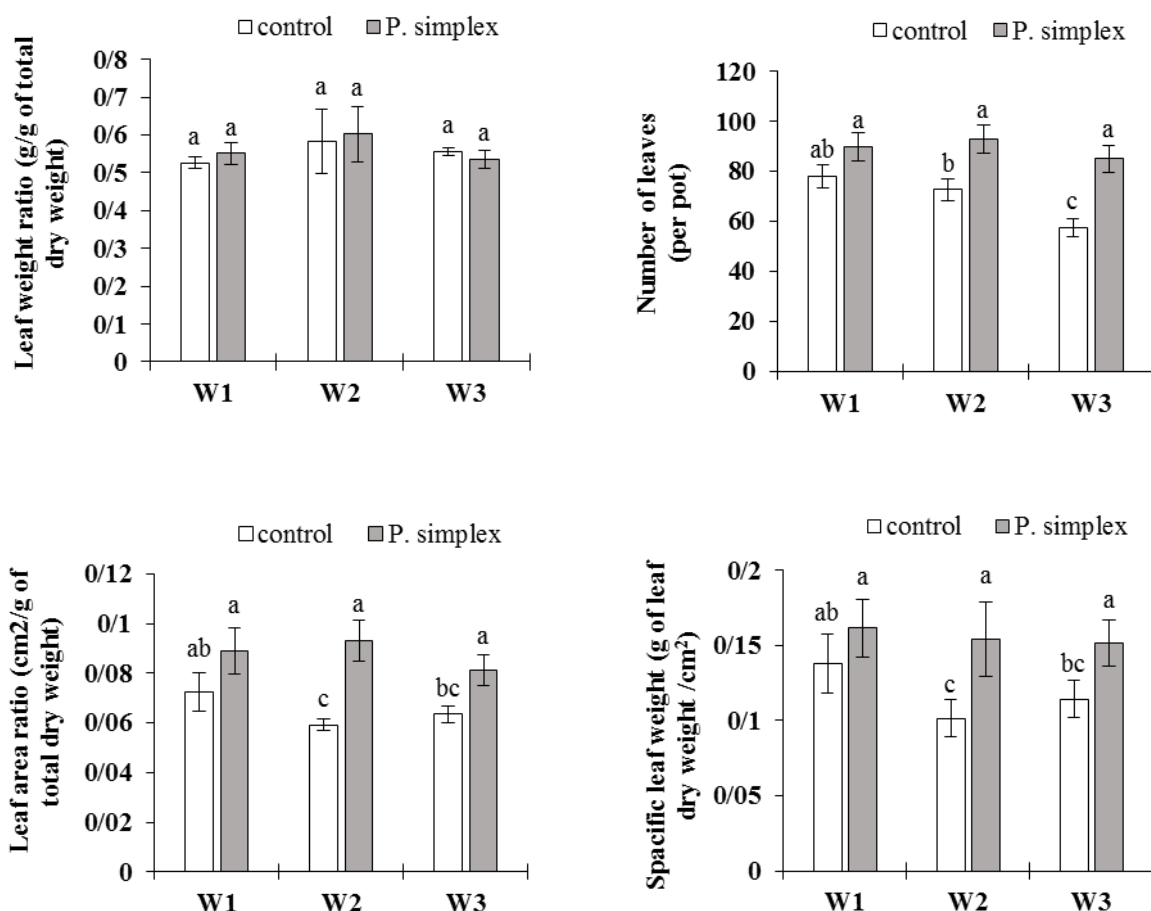 control P. simplex
Leaf weight ratio (g/g of total
dry weight)
0/8
0/7
0/6
0/5
0/4
0/3
0/2
0/1
0
a a a a a a
W1 W2 W3
control P. simplex
Number of leaves
(per pot)
120
100
80
60
40
20
0
ab a b a c a
W1 W2 W3
control P. simplex
Leaf area ratio (cm2/g of
total dry weight)
0/12
0/1
0/08
0/06
0/04
0/02
0
ab a c a bc a
W1 W2 W3
control P. simplex
Spacific leaf weight (g of leaf
dry weight /cm²)
0/2
0/15
0/1
0/05
0
ab a c a bc a
W1 W2 W3